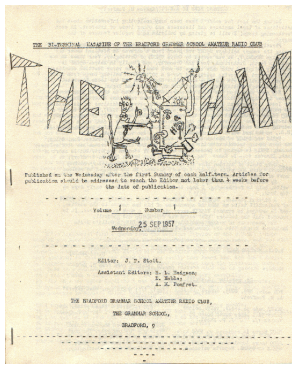 THE BI-TERMINAL MAGAZINE OF THE BRADFORD GRAMMAR SCHOOL AMATEUR RADIO CLUB
THE HAM
Published on the Wednesday after the first Sunday of each half-term. Articles for
publication should be addressed to reach the Editor not later than 4 weeks before
the date of publication.
Volume 1 Number 1
Wednesday 25 SEP 1957
Editor: J. P.
Assistant Editors: R. L. Hodgson,
A. M. Pomfret.
THE BRADFORD GRAMMAR SCHOOL AMATEUR RADIO CLUB,
THE GRAMMAR SCHOOL,
BRADFORD, 9